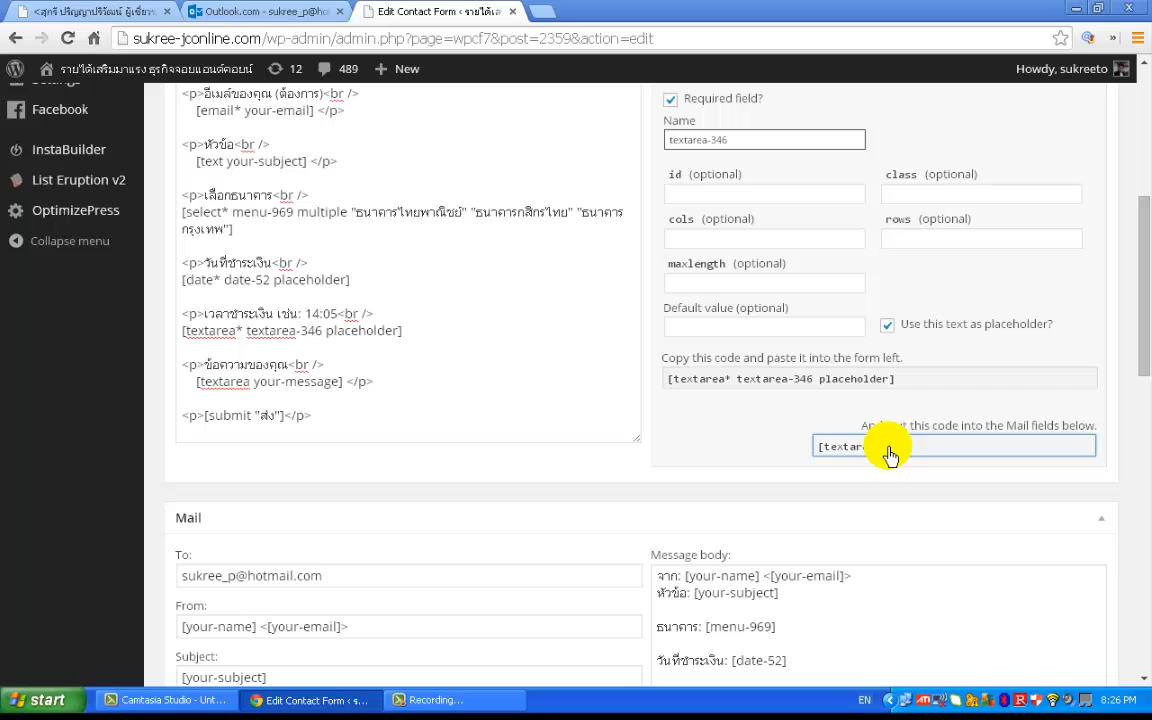 <สุกรี ปริญญาปริวัฒน์ ผู้เชี่ยว
Outlook.com - sukree_p@ho
Edit Contact Form ‹ รายได้เส
sukree-jconline.com/wp-admin/admin.php?page=wpcf7&post=2359&action=edit
รายได้เสริมมาแรง ธุรกิจจอยแอนด์คอยน์
12
489
New
Howdy, sukreeto
Facebook
InstaBuilder
List Eruption v2
OptimizePress
Collapse menu
<p>อีเมล์ของคุณ (ต้องการ)<br />
[email* your-email] </p>
<p>หัวข้อ<br />
[text your-subject] </p>
<p>เลือกธนาคาร<br />
[select* menu-969 multiple "ธนาคารไทยพาณิชย์" "ธนาคารกสิกรไทย" "ธนาคาร
กรุงเทพ"]
<p>วันที่ชำระเงิน<br />
[date* date-52 placeholder]
<p>เวลาชำระเงิน เช่น: 14:05<br />
[textarea* textarea-346 placeholder]
<p>ข้อความของคุณ<br />
[textarea your-message] </p>
<p>[submit "ส่ง"]</p>
Required field?
Name
textarea-346
id (optional)
class (optional)
cols (optional)
rows (optional)
maxlength (optional)
Default value (optional)
Use this text as placeholder?
Copy this code and paste it into the form left.
[textarea* textarea-346 placeholder]
this code into the Mail fields below.
Mail
To:
sukree_p@hotmail.com
From:
[your-name] <[your-email]>
Subject:
[your-subject]
Message body:
จาก: [your-name] <[your-email]>
หัวข้อ: [your-subject]
ธนาคาร: [menu-969]
วันที่ชำระเงิน: [date-52]
start
Camtasia Studio - Unt...
Edit Contact Form ‹ ร...
Recording...
EN
8:26 PM